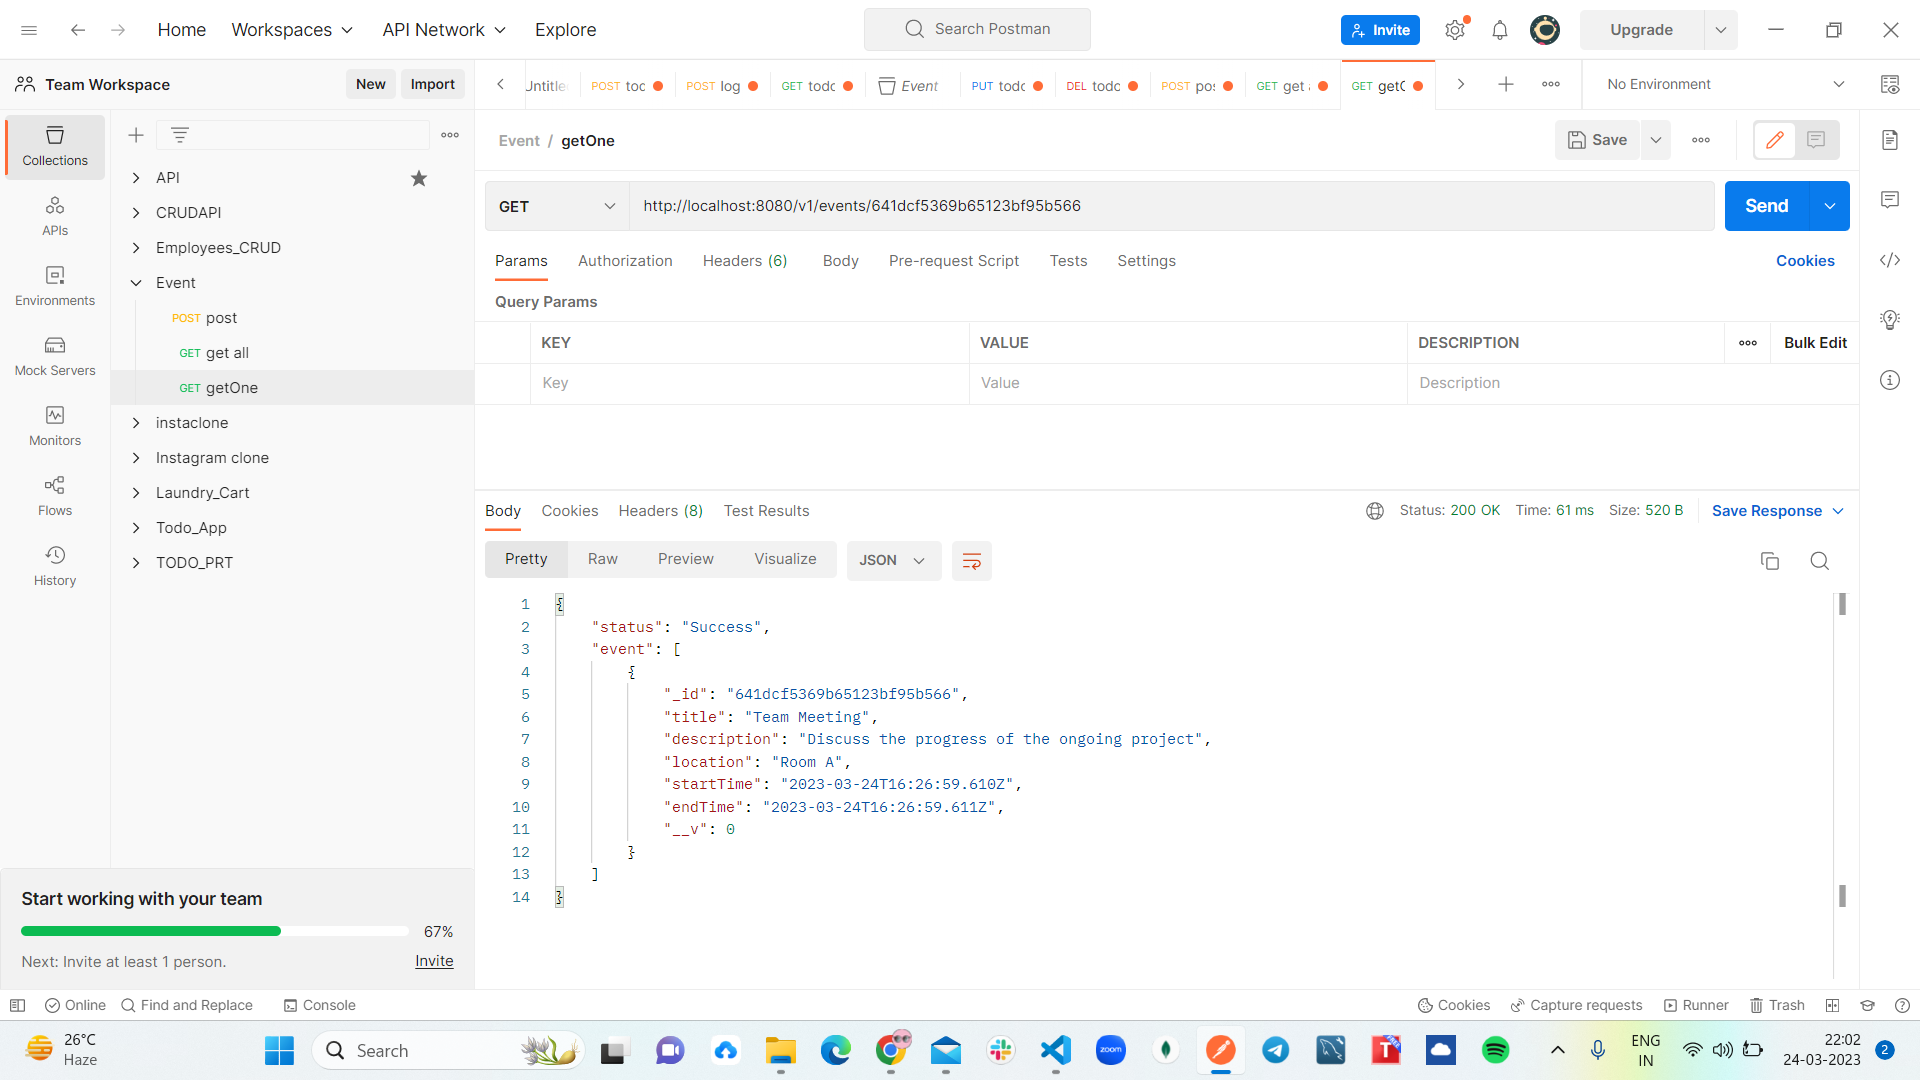 Home Workspaces API Network Explore Search Postman Invite Upgrade
Team Workspace New Import
Untitle POST toc POST log GET todc Event PUT todc DEL todc POST pos GET get GET get No Environment
Event / getOne Save
GET http://localhost:8080/v1/events/641dcf5369b65123bf95b566 Send
Params Authorization Headers (6) Body Pre-request Script Tests Settings Cookies
Query Params
KEY VALUE DESCRIPTION Bulk Edit
Key Value Description
Collections
APIs
Environments
Mock Servers
Monitors
Flows
History
API
CRUDAPI
Employees_CRUD
Event
POST post
GET get all
GET getOne
instaclone
Instagram clone
Laundry_Cart
Todo_App
TODO_PRT
Body Cookies Headers (8) Test Results Status: 200 OK Time: 61 ms Size: 520 B Save Response
Pretty Raw Preview Visualize JSON
1 {
2 "status": "Success",
3 "event": [
4 {
5 "_id": "641dcf5369b65123bf95b566",
6 "title": "Team Meeting",
7 "description": "Discuss the progress of the ongoing project",
8 "location": "Room A",
9 "startTime": "2023-03-24T16:26:59.610Z",
10 "endTime": "2023-03-24T16:26:59.611Z",
11 "__v": 0
12 }
13 ]
14 }
Start working with your team
67%
Next: Invite at least 1 person. Invite
Online Find and Replace Console Cookies Capture requests Runner Trash
26°C
Haze
Search
zoom
T
FREE
ENG
IN
22:02
24-03-2023
2